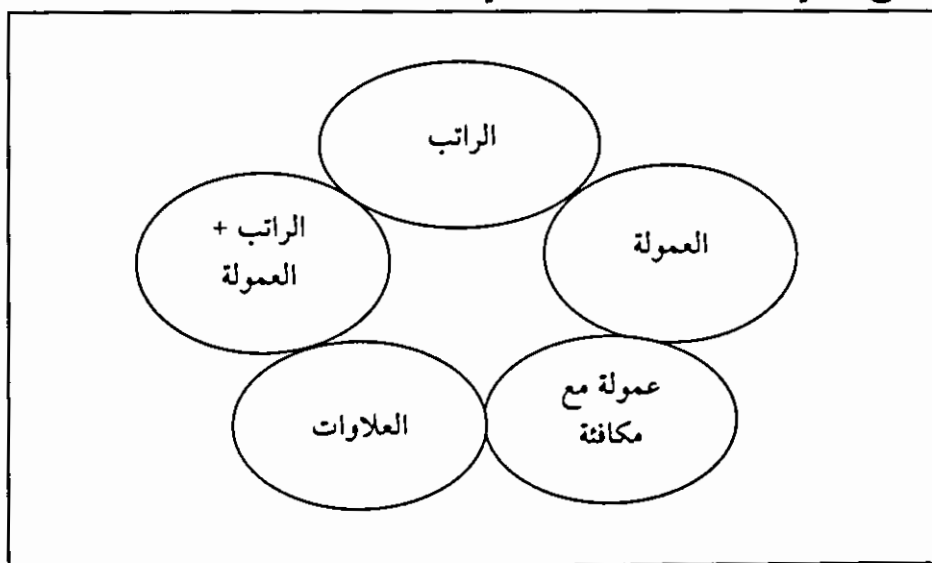 الراتب
العمولة
عمولة مع
مكافئة
العلاوات
الراتب +
العمولة